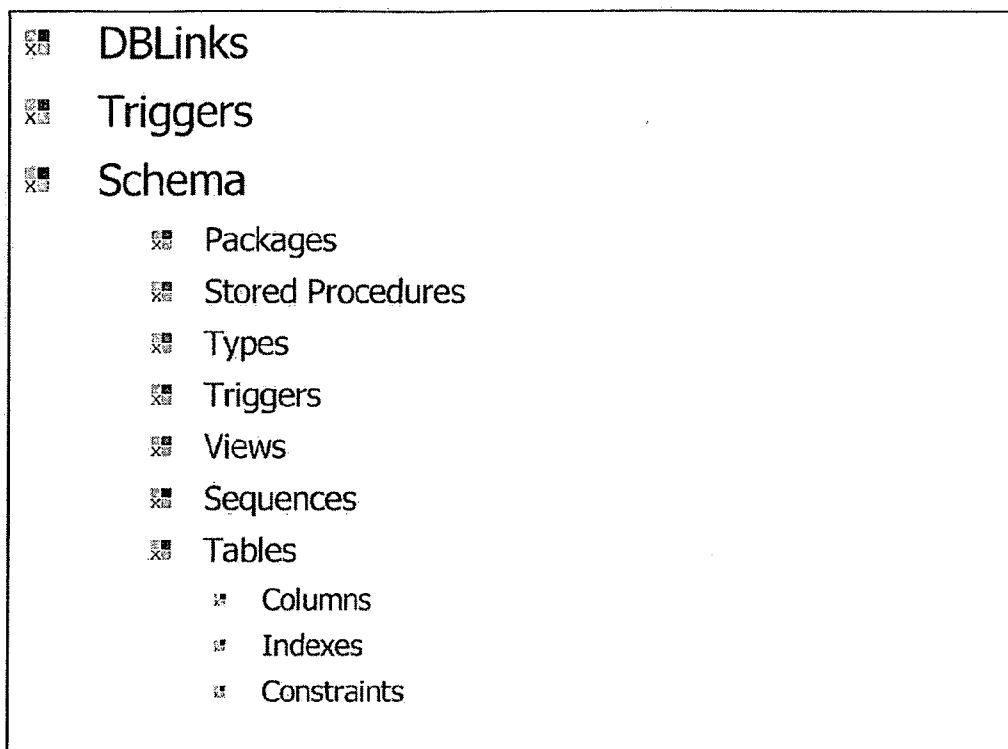 DBLinks
Triggers
Schema
Packages
Stored Procedures
Types
Triggers
Views
Sequences
Tables
Columns
Indexes
Constraints